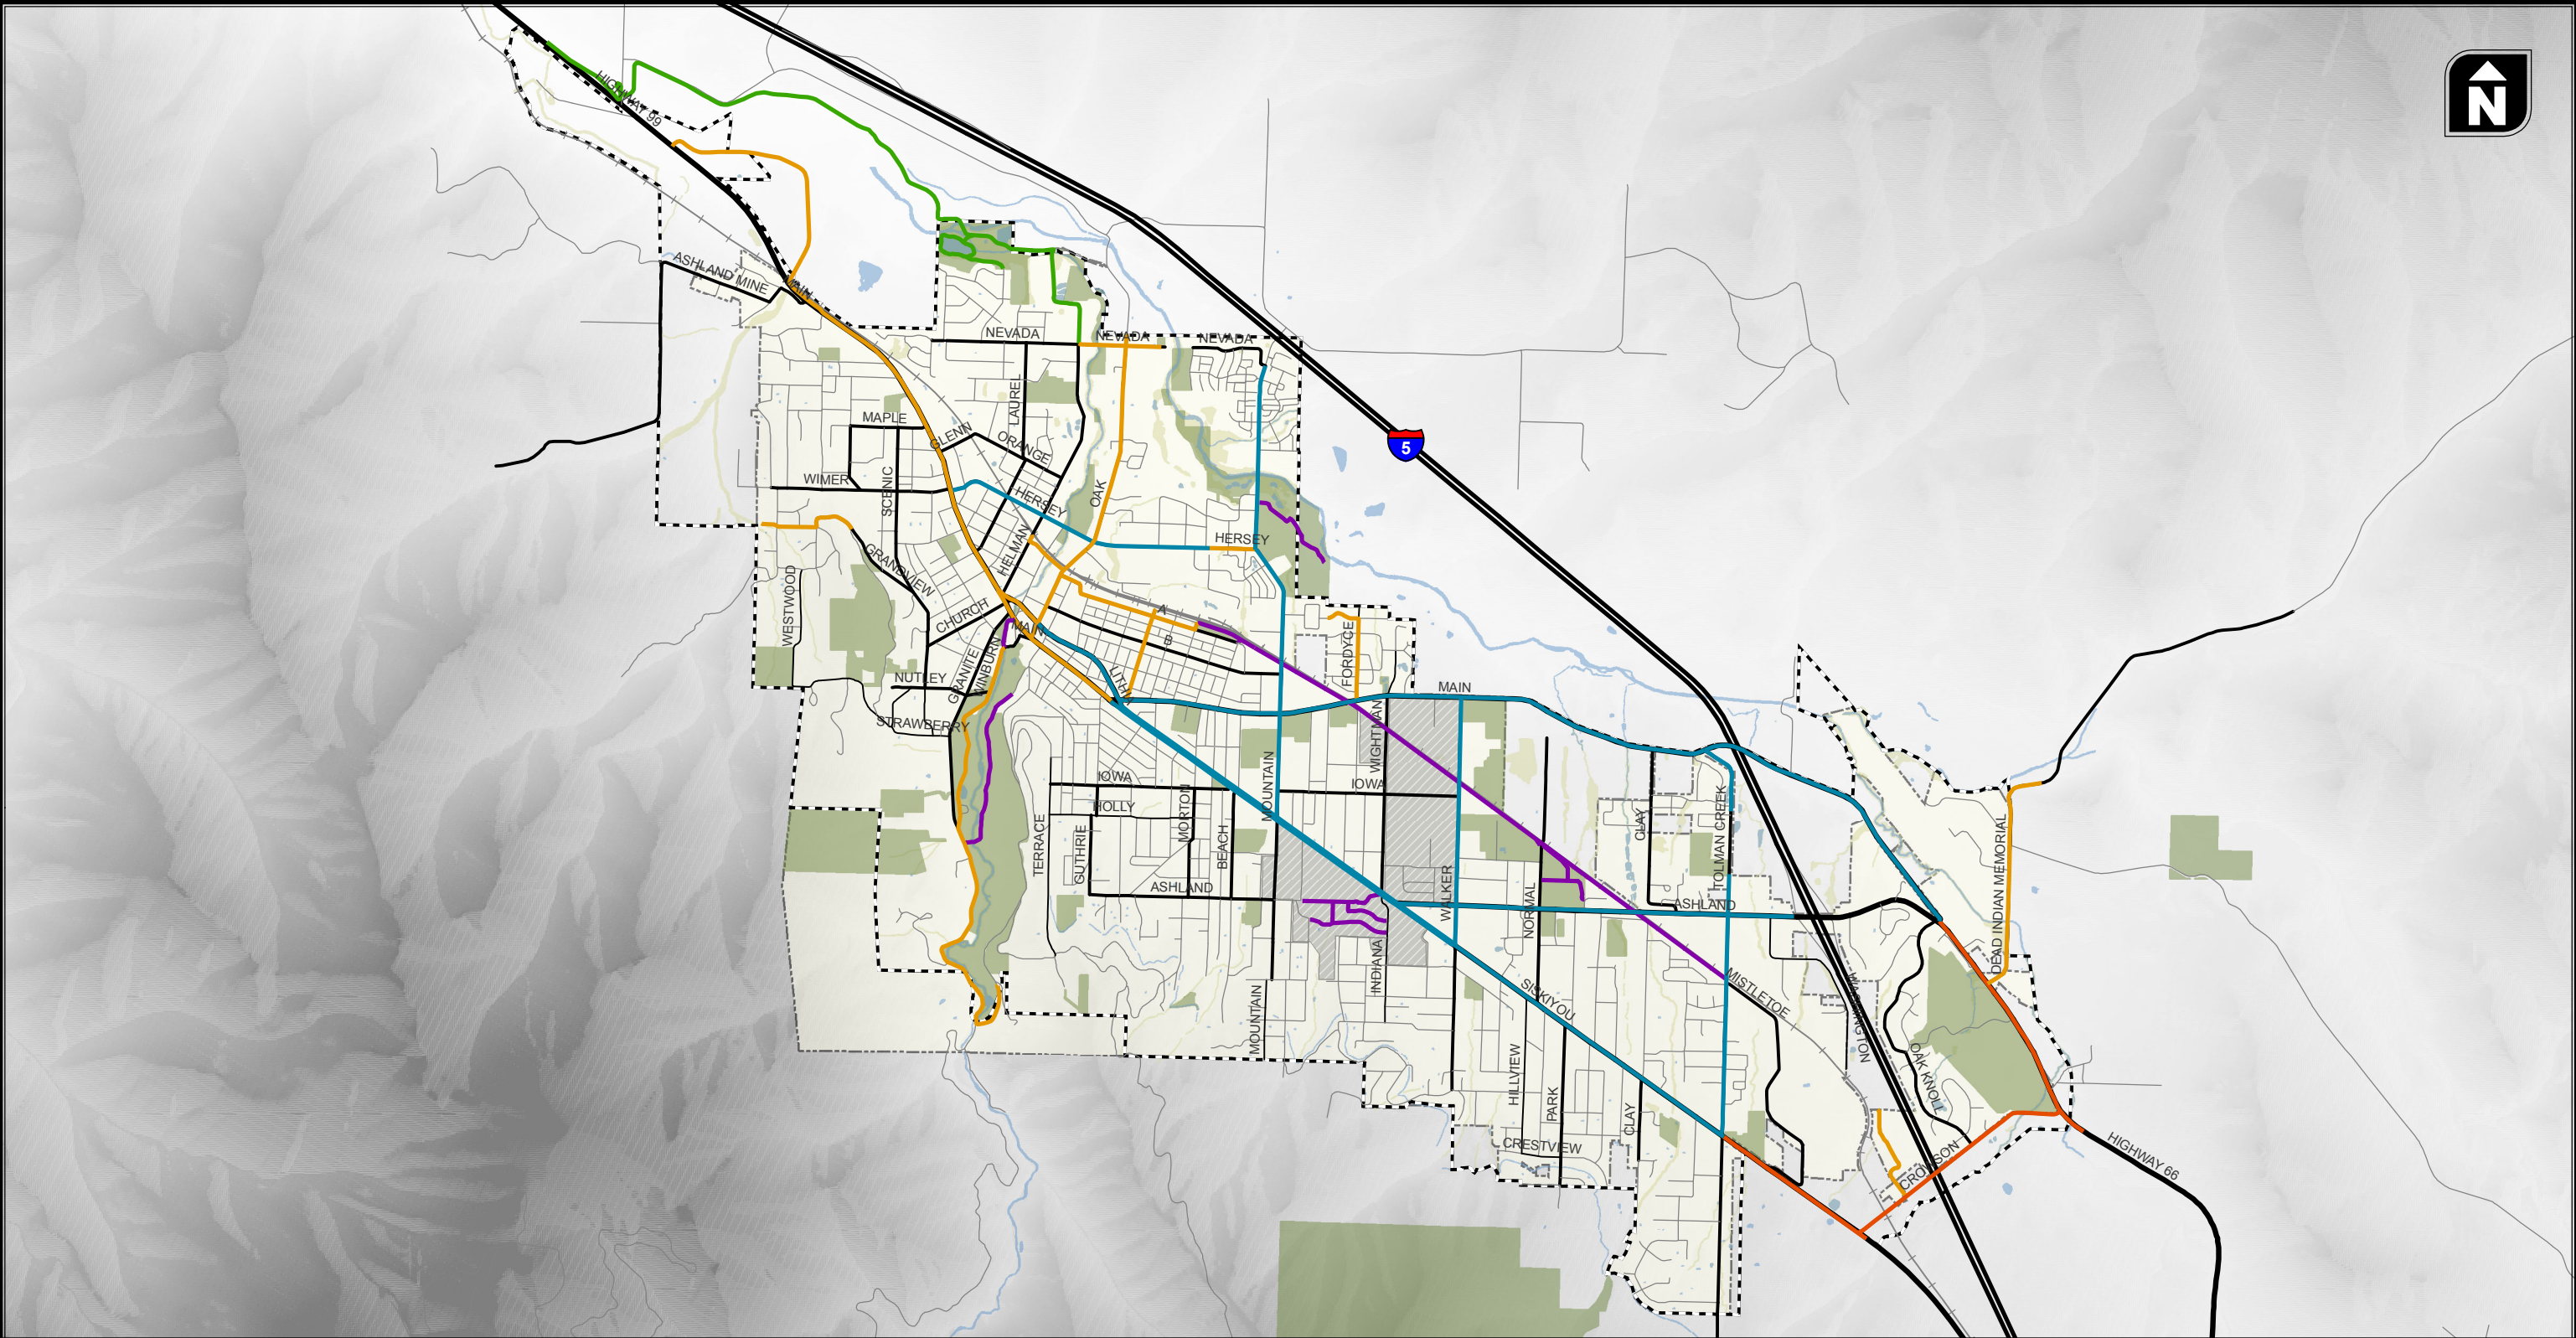 N
HIGHWAY 99
ASHLAND MINE
MAIN
NEVADA
NEVADA
NEVADA
LAUREL
MAPLE
GLENN
ORANGE
5
WIMER
SCENIC
HERSEY
OAK
HELMAN
HERSEY
GRANDVIEW
WESTWOOD
CHURCH
MAIN
A
B
FORDYCE
GRANITE
WINBURN
NUTLEY
LITHIA
MAIN
STRAWBERRY
WIGHTMAN
IOWA
MOUNTAIN
IOWA
HOLLY
MORTON
TERRACE
GUTHRIE
BEACH
CLAY
TOLMAN CREEK
DEAD INDIAN MEMORIAL
ASHLAND
WALKER
NORMAL
ASHLAND
INDIANA
MOUNTAIN
SISKIYOU
MISTLETOE
WASHINGTON
OAK KNOLL
HILLVIEW
PARK
CLAY
CRESTVIEW
CROWSON
HIGHWAY 66